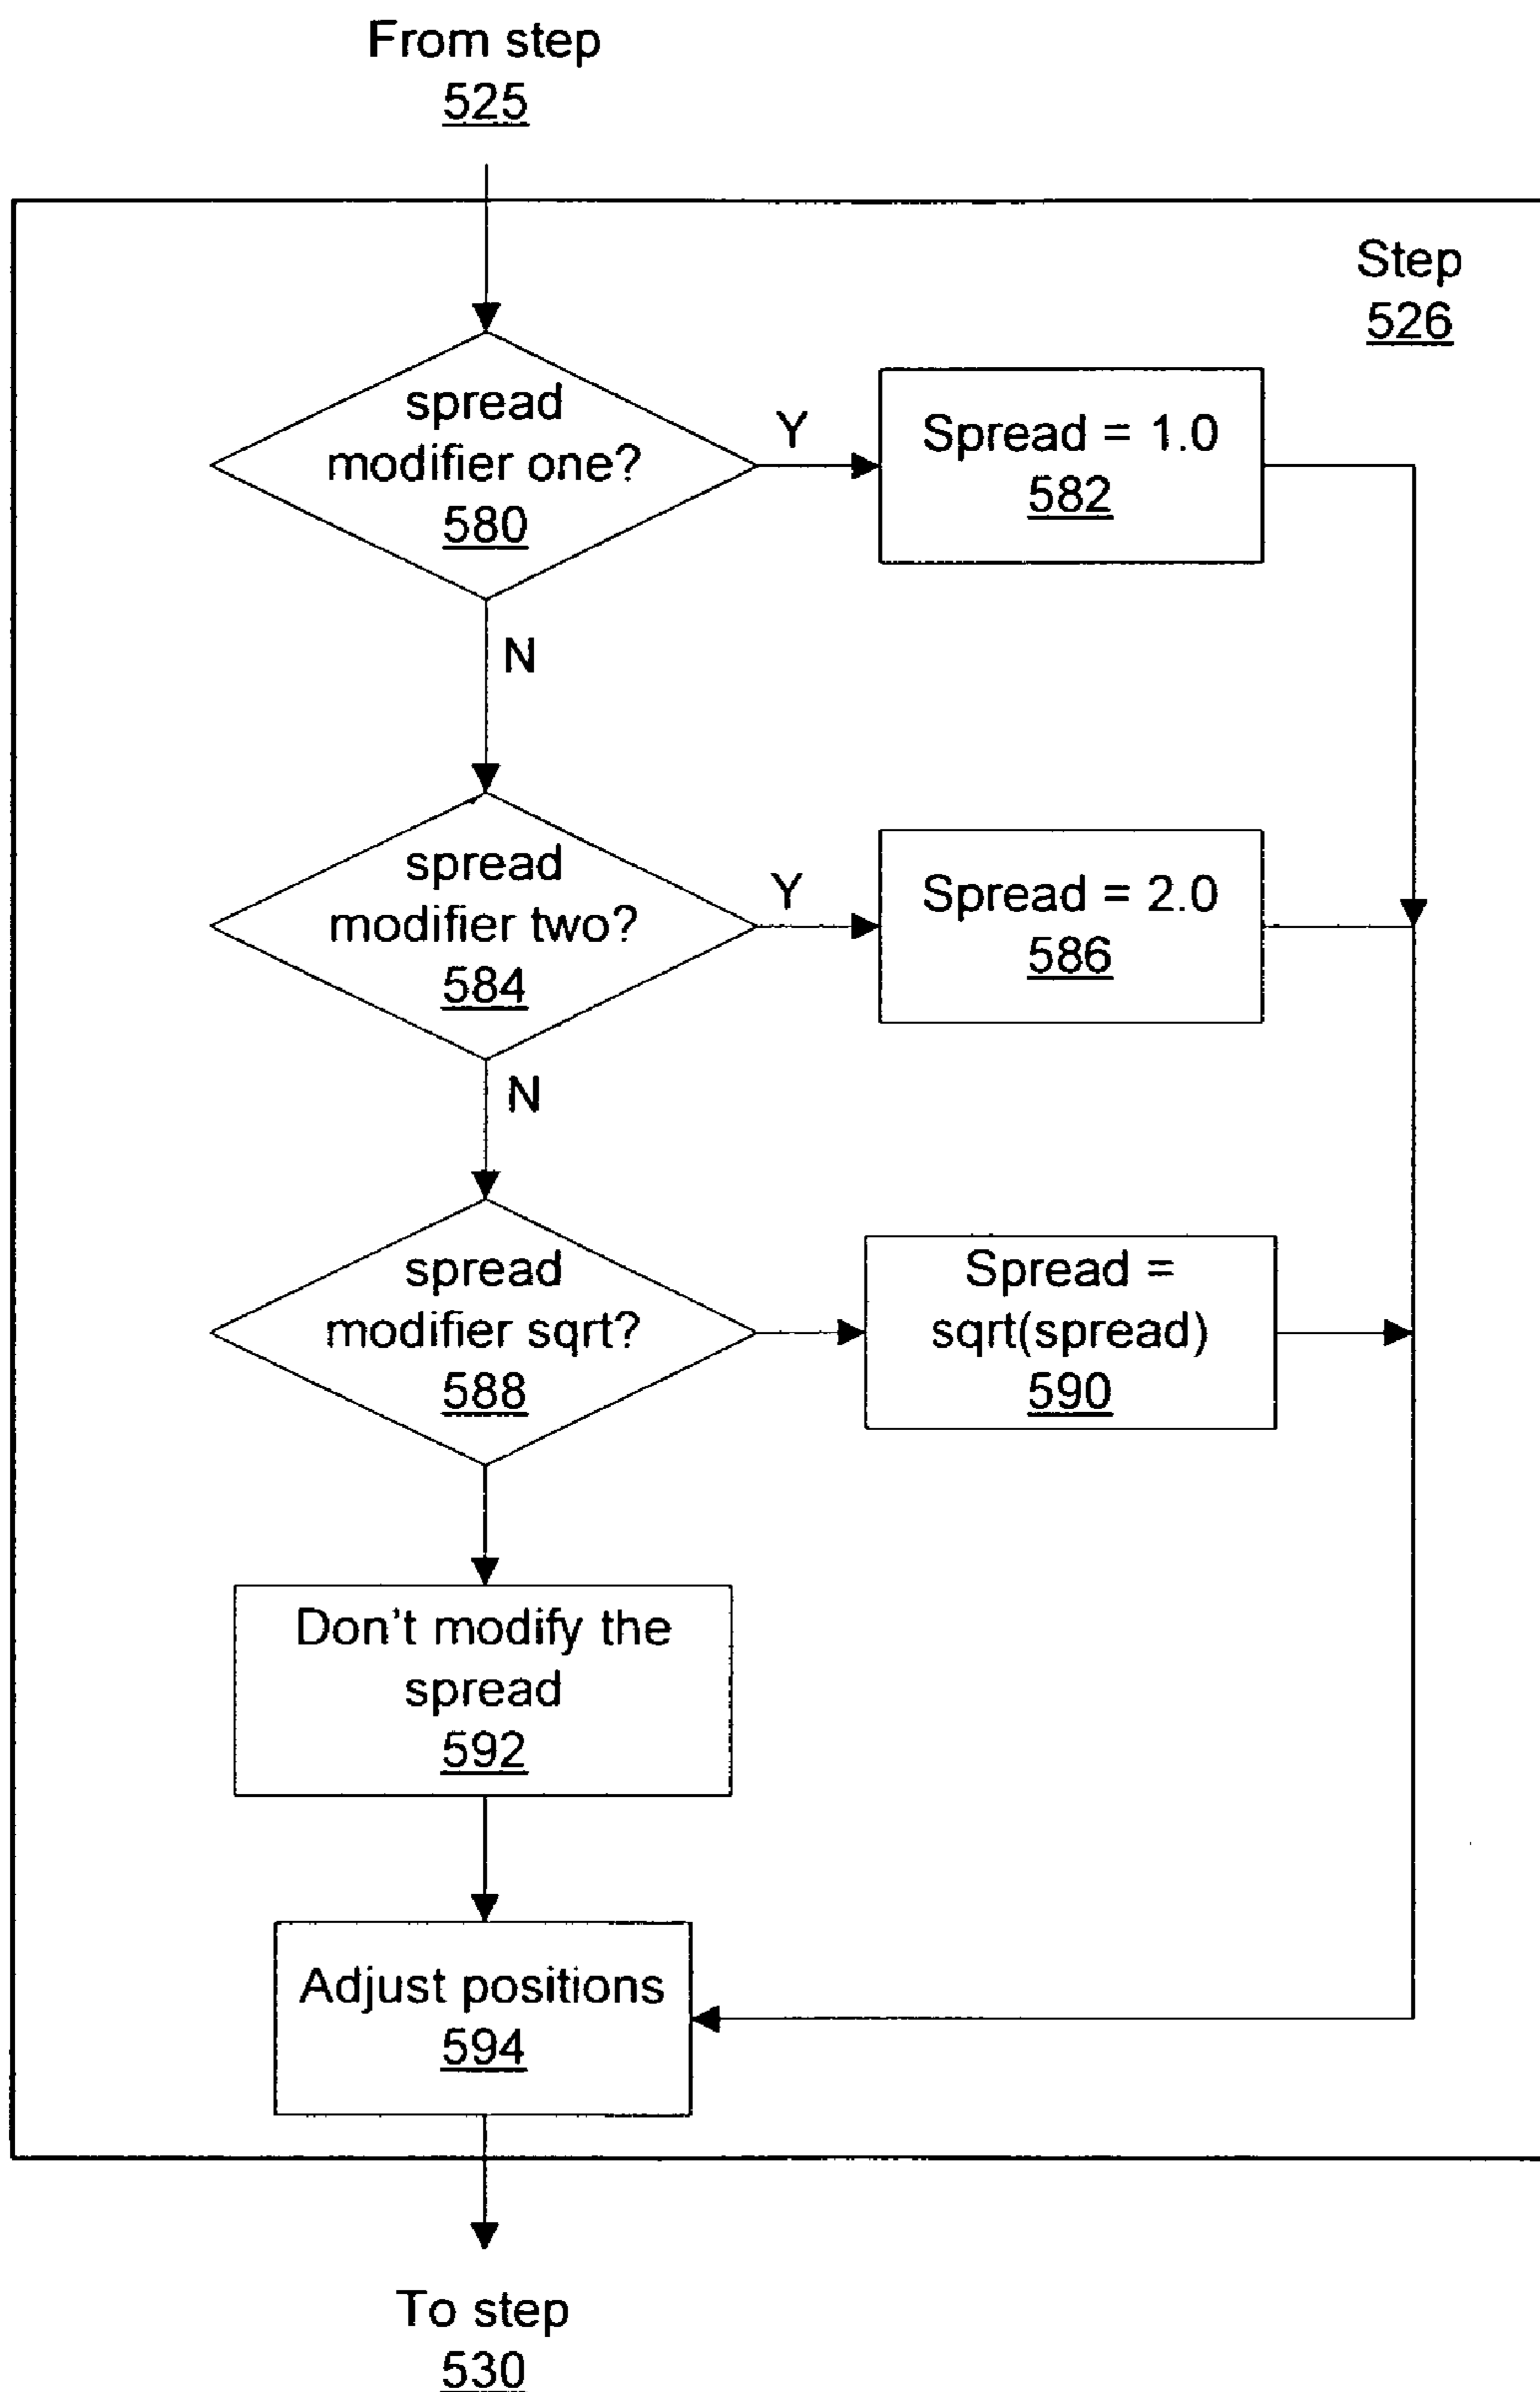 From step
525
Step
526
spread
modifier one?
580
Y
Spread = 1.0
582
N
spread
modifier two?
584
Y
Spread = 2.0
586
N
spread
modifier sqrt?
588
Spread =
sqrt(spread)
590
Don't modify the
spread
592
Adjust positions
594
To step
530